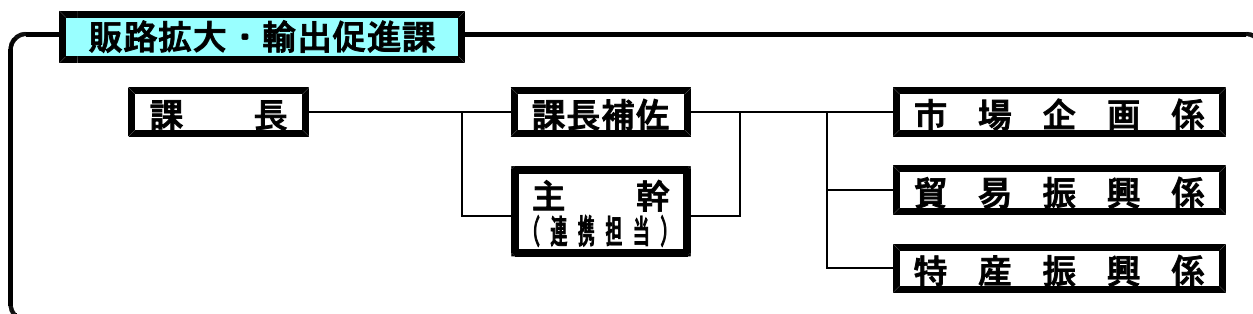 販路拡大・輸出促進課
課長
課長補佐
主幹
(連携担当)
市場企画係
貿易振興係
特産振興係